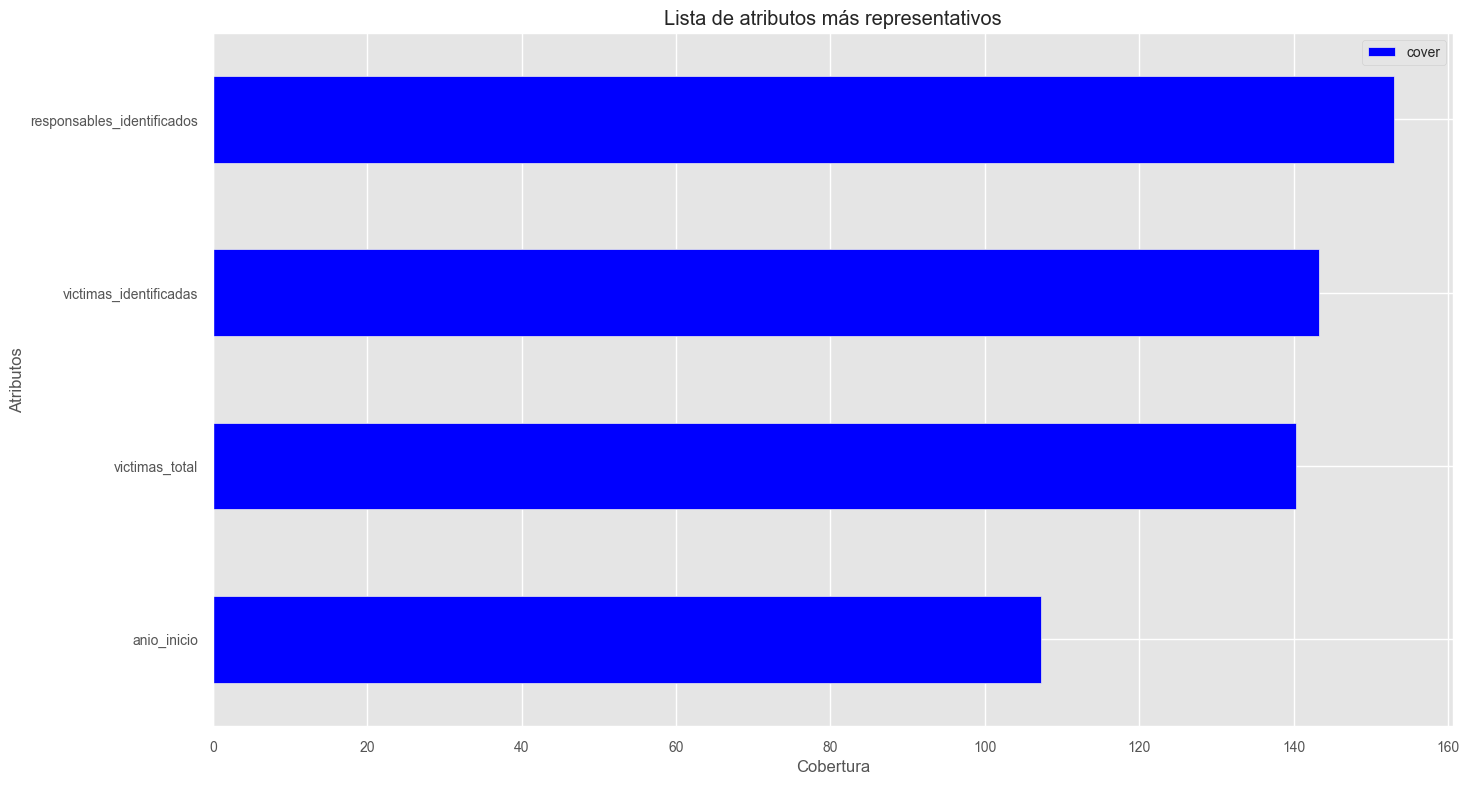 Lista de atributos más representativos
cover
responsables_identificados
victimas_identificadas
victimas_total
anio_inicio
Atributos
0 20 40 60 80 100 120 140 160
Cobertura